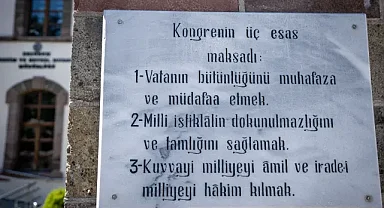 Kongrenin üç esas
maksadı:
1-Vatanın bütünlüğünü muhafaza
ve müdafaa etmek.
2-Milli istiklâlin dokunulmazlığını
ve tamlığını sağlamak.
3-Kuvvayi milliyeyi âmil ve iradei
milliyeyi hâkim kılmak.